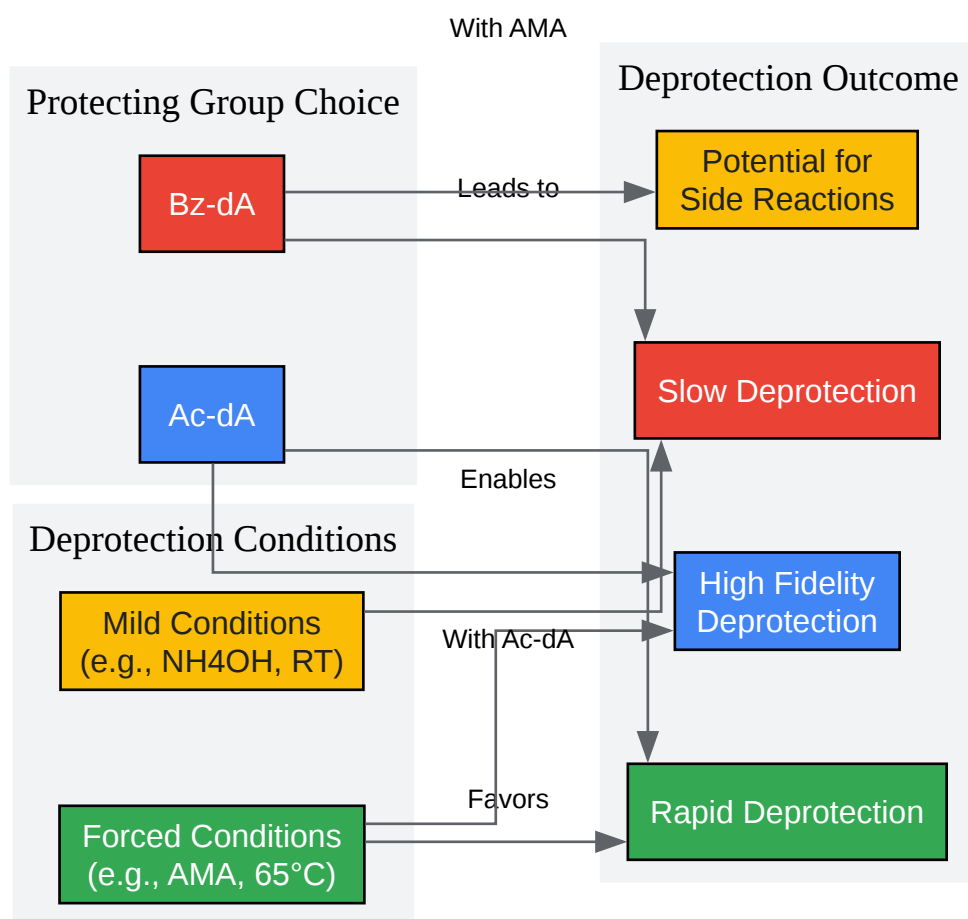 With AMA
Protecting Group Choice
Deprotection Outcome
Bz-dA
Leads to
Potential for
Side Reactions
Slow Deprotection
Ac-dA
Enables
Deprotection Conditions
Mild Conditions
(e.g., NH4OH, RT)
With Ac-dA
High Fidelity
Deprotection
Favors
Rapid Deprotection
Forced Conditions
(e.g., AMA, 65°C)